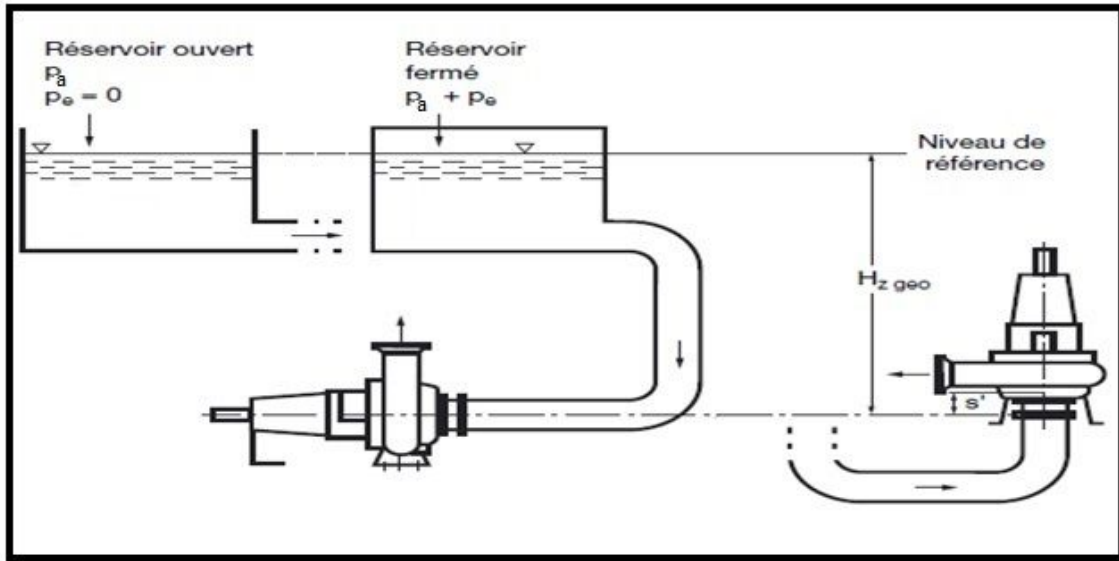 Réservoir ouvert
pa
pe = 0
Réservoir
fermé
pa + pe
Niveau de
référence
Hz geo
s'